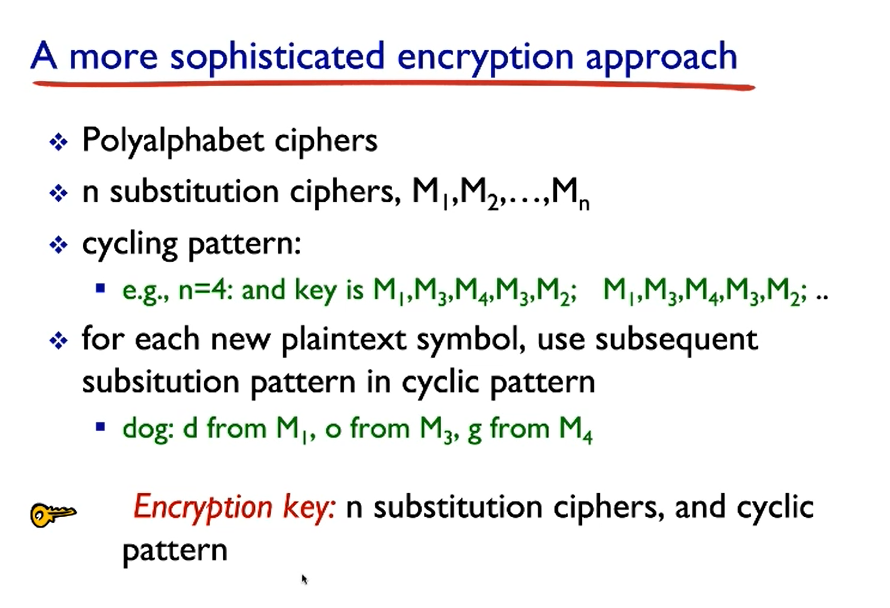 A more sophisticated encryption approach
Polyalphabet ciphers
n substitution ciphers, M₁,M₂,…,Mₙ
cycling pattern:
e.g., n=4: and key is M₁,M₃,M₄,M₃,M₂; M₁,M₃,M₄,M₃,M₂; ..
for each new plaintext symbol, use subsequent
subsitution pattern in cyclic pattern
dog: d from M₁, o from M₃, g from M₄
Encryption key: n substitution ciphers, and cyclic
pattern